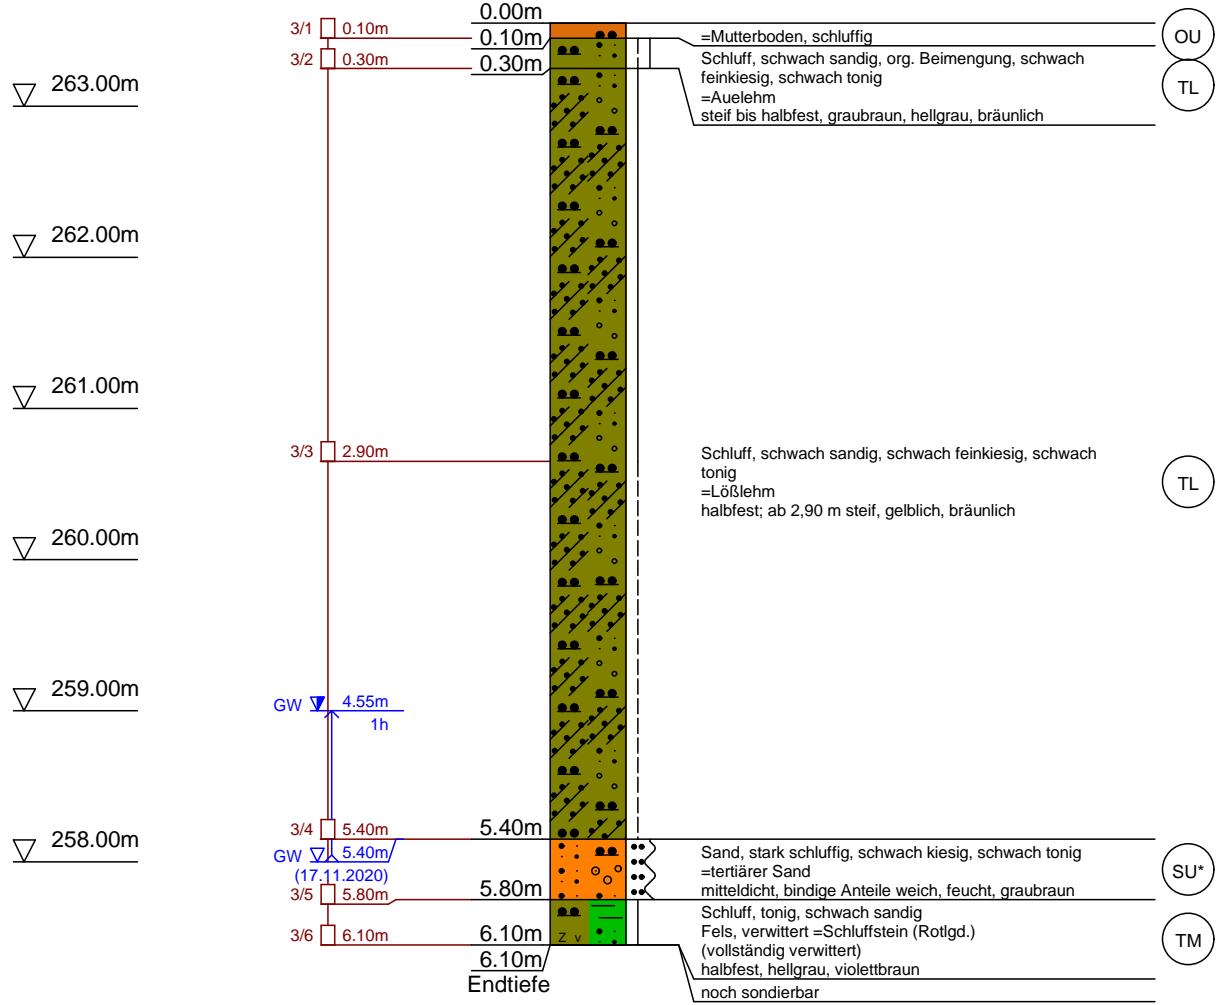 0.00m
3/1 0.10m
0.10m
=Mutterboden, schluffig
OU
3/2 0.30m
0.30m
Schluff, schwach sandig, org. Beimengung, schwach
feinkiesig, schwach tonig
=Auelehm
steif bis halbfest, graubraun, hellgrau, bräunlich
TL
263.00m
262.00m
261.00m
3/3 2.90m
Schluff, schwach sandig, schwach feinkiesig, schwach
tonig
=Lößlehm
halbfest; ab 2,90 m steif, gelblich, bräunlich
TL
260.00m
259.00m
GW 4.55m
1h
258.00m
3/4 5.40m
5.40m
GW 5.40m
(17.11.2020)
Sand, stark schluffig, schwach kiesig, schwach tonig
=tertiärer Sand
mitteldicht, bindige Anteile weich, feucht, graubraun
SU*
3/5 5.80m
5.80m
Schluff, tonig, schwach sandig
Fels, verwittert =Schluffstein (Rotlgd.)
(vollständig verwittert)
halbfest, hellgrau, violettbraun
TM
3/6 6.10m
6.10m
Z v
6.10m
Endtiefe
noch sondierbar